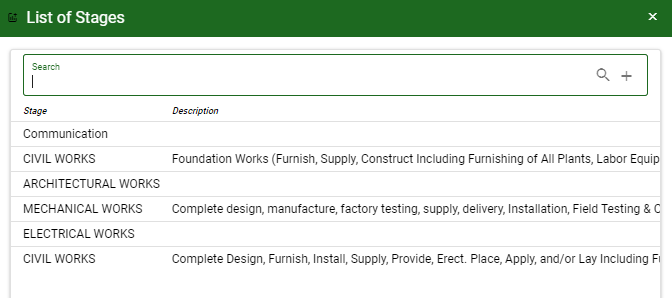 List of Stages
Search
Stage Description
Communication
CIVIL WORKS Foundation Works (Furnish, Supply, Construct Including Furnishing of All Plants, Labor Equip
ARCHITECTURAL WORKS
MECHANICAL WORKS Complete design, manufacture, factory testing, supply, delivery, Installation, Field Testing & C
ELECTRICAL WORKS
CIVIL WORKS Complete Design, Furnish, Install, Supply, Provide, Erect. Place, Apply, and/or Lay Including Fu